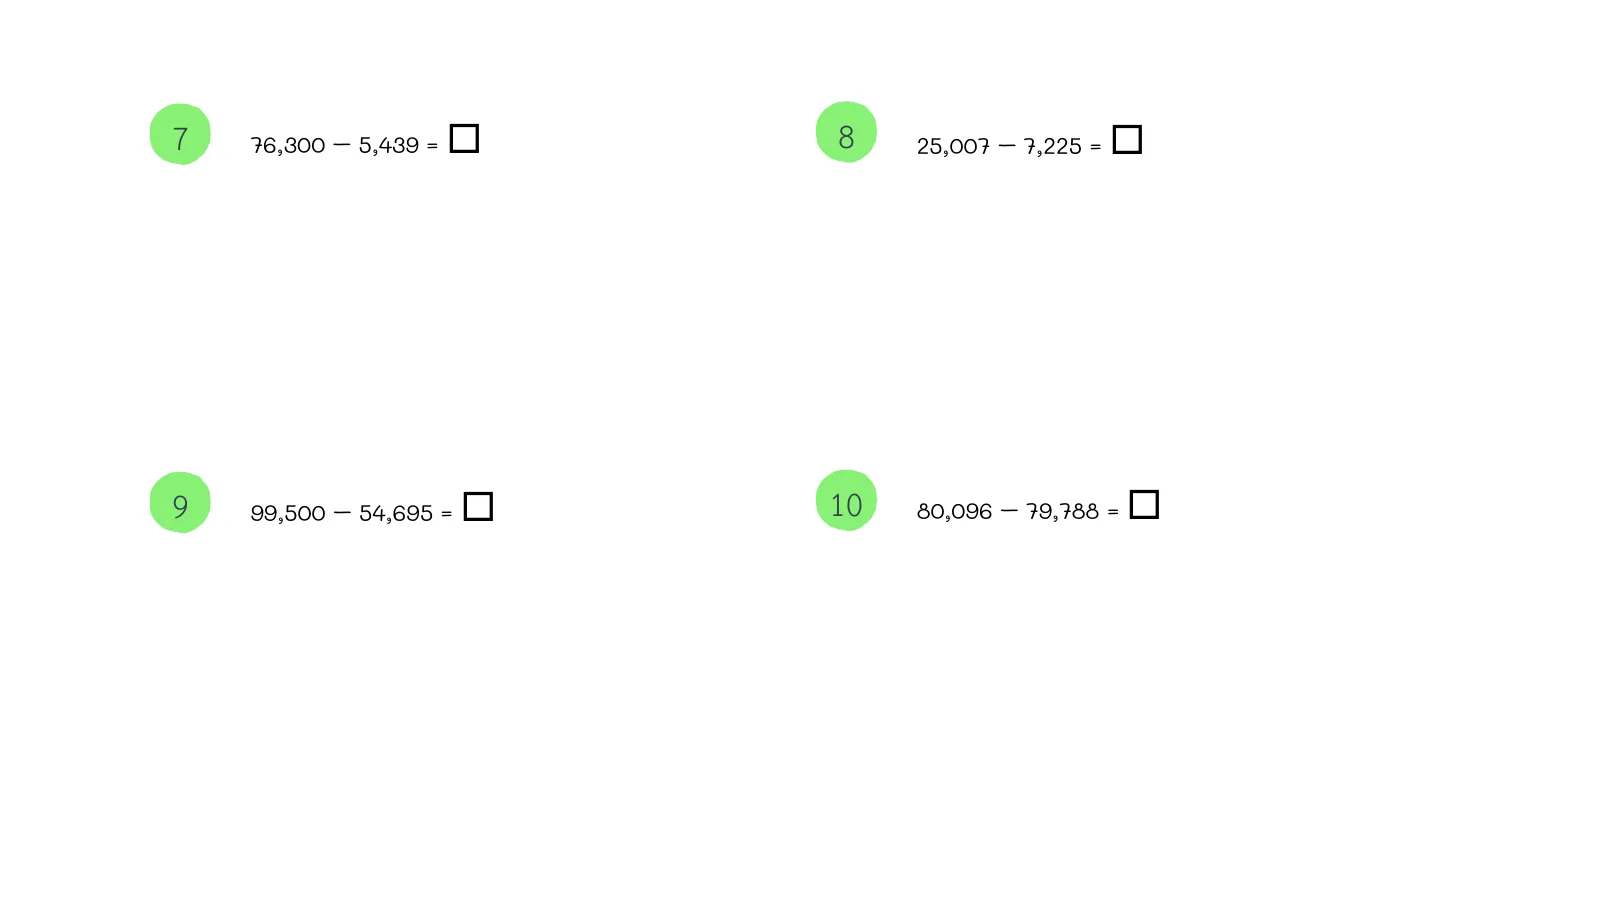 7 76,300 − 5,439 = □
8 25,007 − 7,225 = □
9 99,500 − 54,695 = □
10 80,096 − 79,788 = □